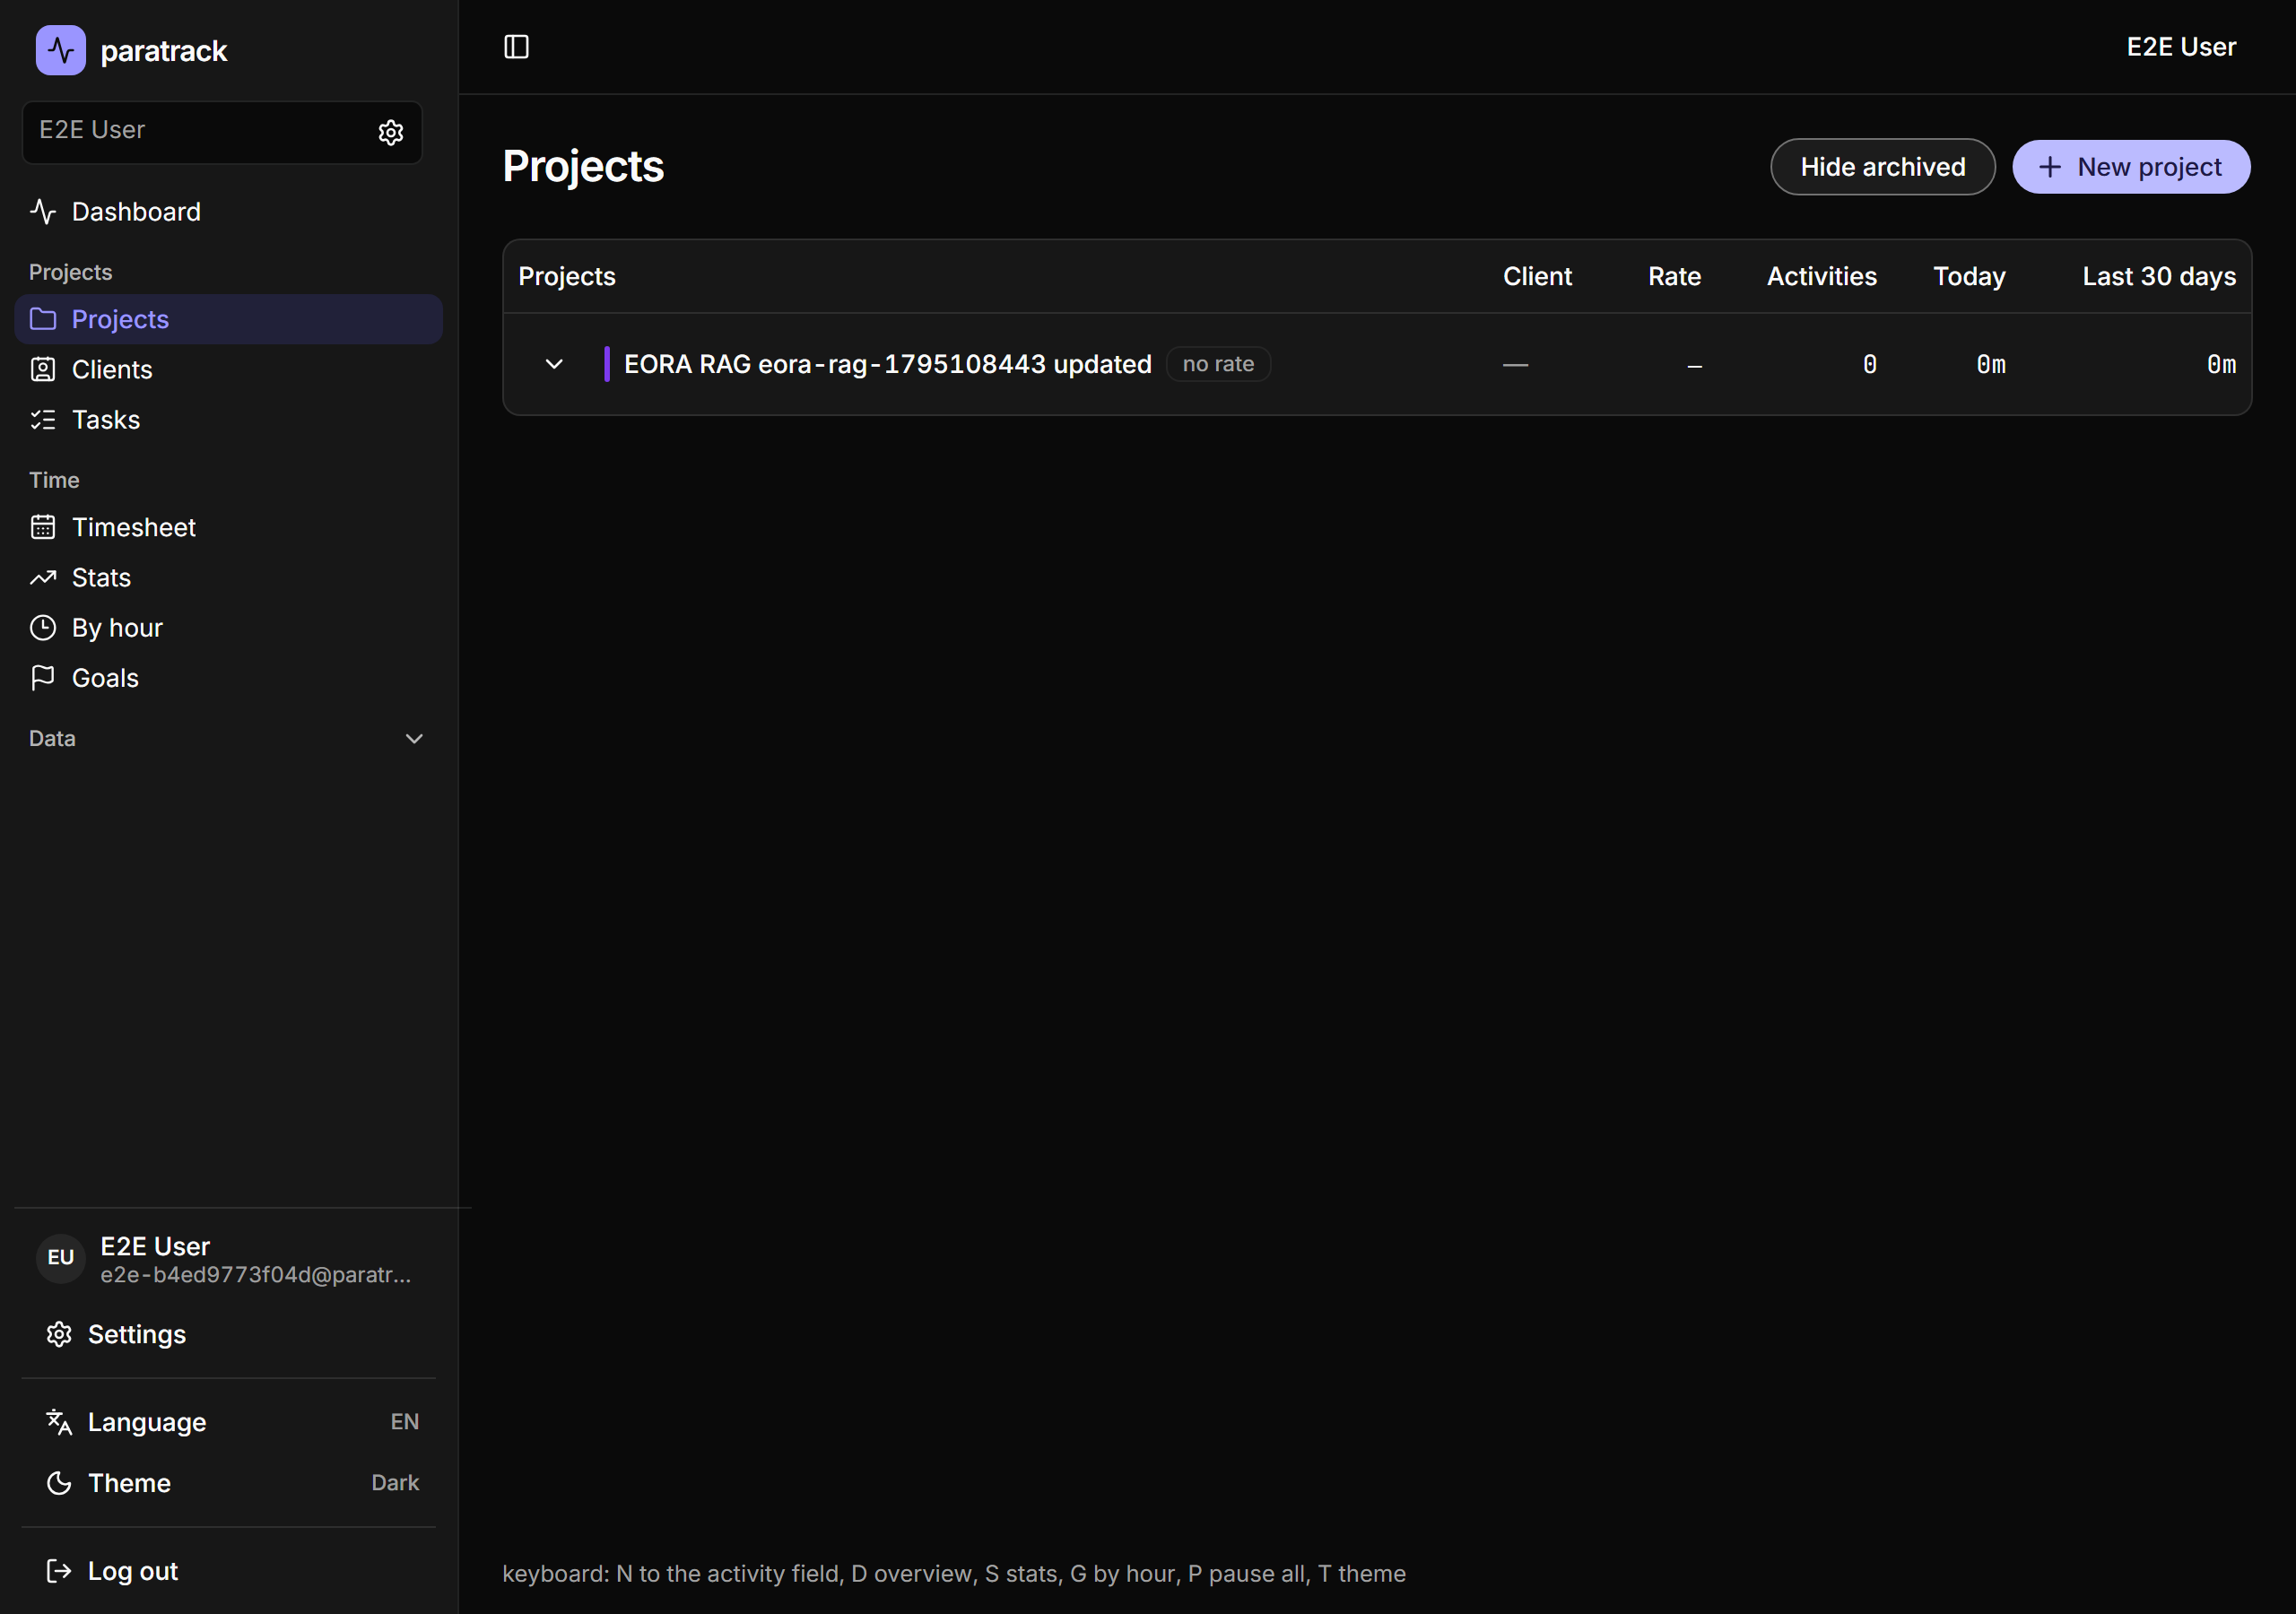 paratrack
E2E User
Dashboard
Projects
Projects
Clients
Tasks
Time
Timesheet
Stats
By hour
Goals
Data
EU
E2E User
e2e-b4ed9773f04d@paratr...
Settings
Language EN
Theme Dark
Log out
E2E User
Projects
Hide archived
New project
Projects Client Rate Activities Today Last 30 days
EORA RAG eora-rag-1795108443 updated no rate — – 0 0m 0m
keyboard: N to the activity field, D overview, S stats, G by hour, P pause all, T theme